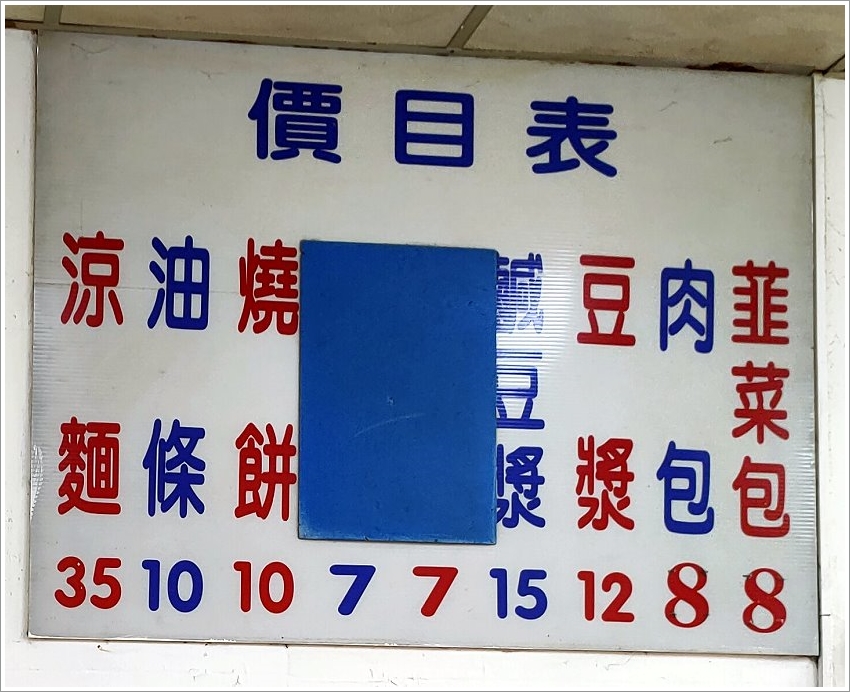 價目表
韭菜包 8
肉包 8
豆漿 12
鹹豆漿 15
7
7
燒餅 10
油條 10
涼麵 35